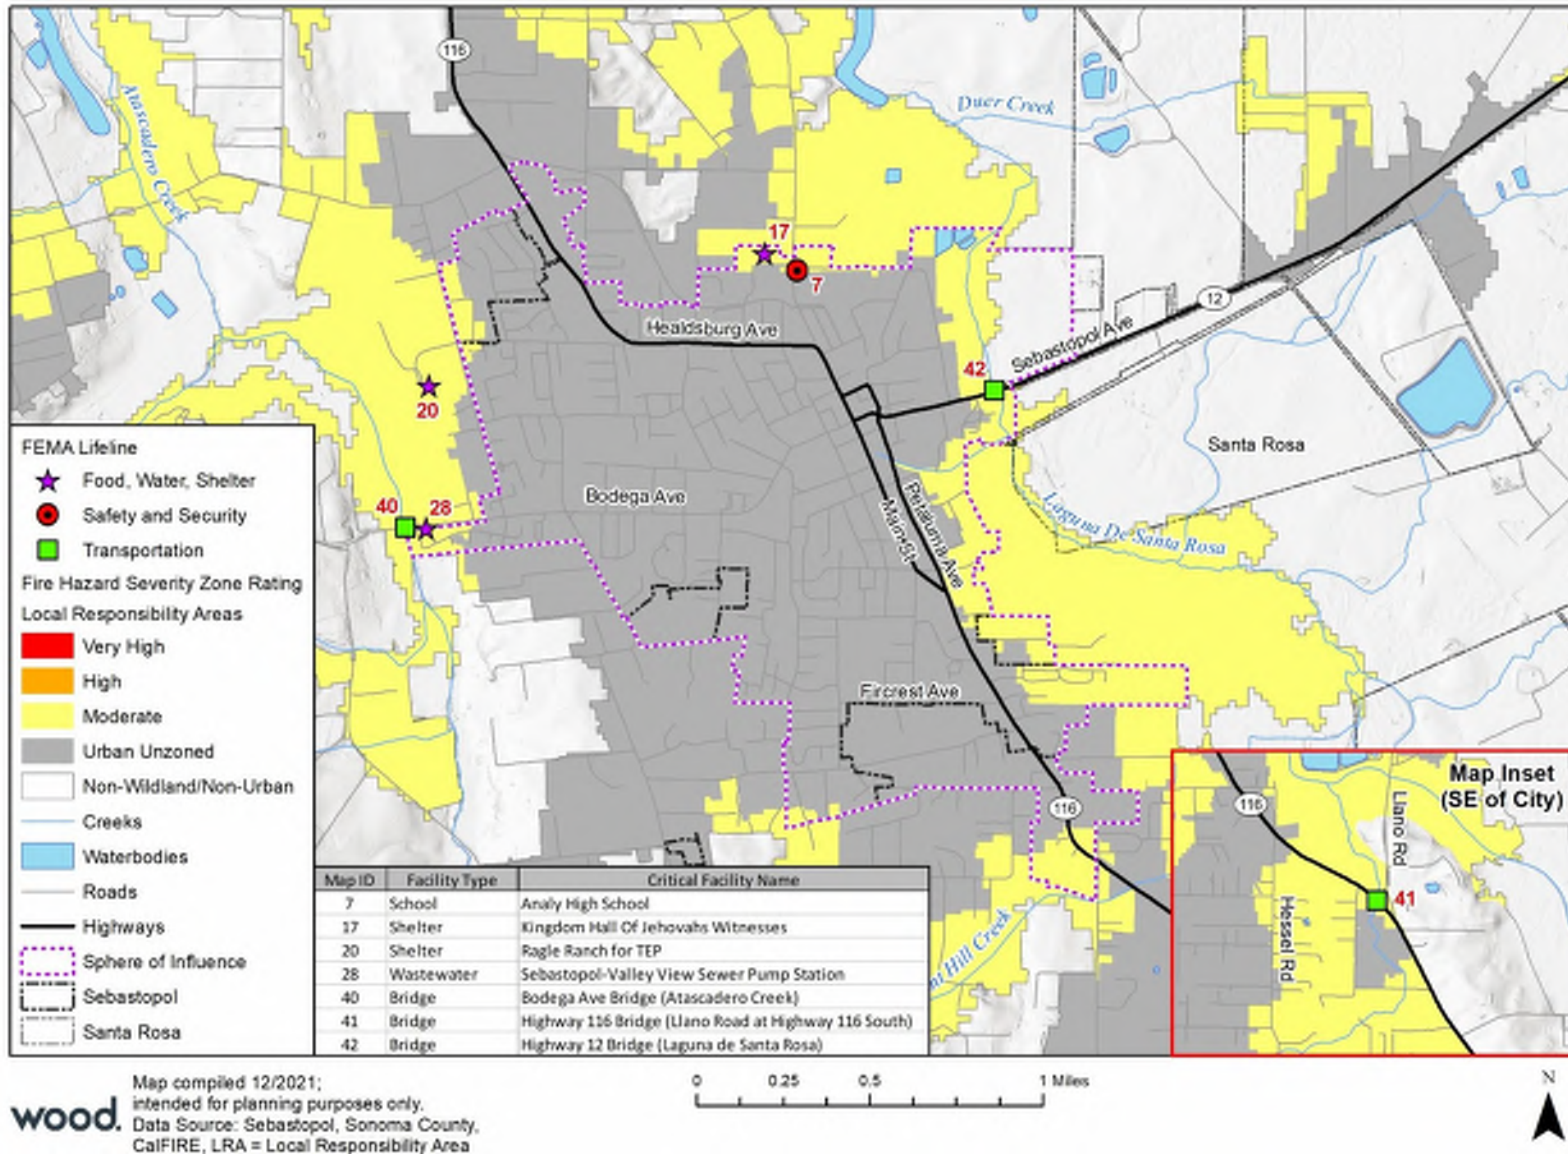 116
Atascadero Creek
Duer Creek
17
7
12
Healdsburg Ave
Sebastopol Ave
42
20
Santa Rosa
40
28
Bodega Ave
Petaluma Ave
Main St
Laguna De Santa Rosa
Fircrest Ave
116
Hill Creek
Map Inset
(SE of City)
116
Llano Rd
41
Hessel Rd
FEMA Lifeline
Food, Water, Shelter
Safety and Security
Transportation
Fire Hazard Severity Zone Rating
Local Responsibility Areas
Very High
High
Moderate
Urban Unzoned
Non-Wildland/Non-Urban
Creeks
Waterbodies
Roads
Highways
Sphere of Influence
Sebastopol
Santa Rosa
Map ID Facility Type Critical Facility Name
7 School Analy High School
17 Shelter Kingdom Hall Of Jehovahs Witnesses
20 Shelter Ragle Ranch for TEP
28 Wastewater Sebastopol-Valley View Sewer Pump Station
40 Bridge Bodega Ave Bridge (Atascadero Creek)
41 Bridge Highway 116 Bridge (Llano Road at Highway 116 South)
42 Bridge Highway 12 Bridge (Laguna de Santa Rosa)
wood.
Map compiled 12/2021;
intended for planning purposes only.
Data Source: Sebastopol, Sonoma County,
CalFIRE, LRA = Local Responsibility Area
0 0.25 0.5 1 Miles
N